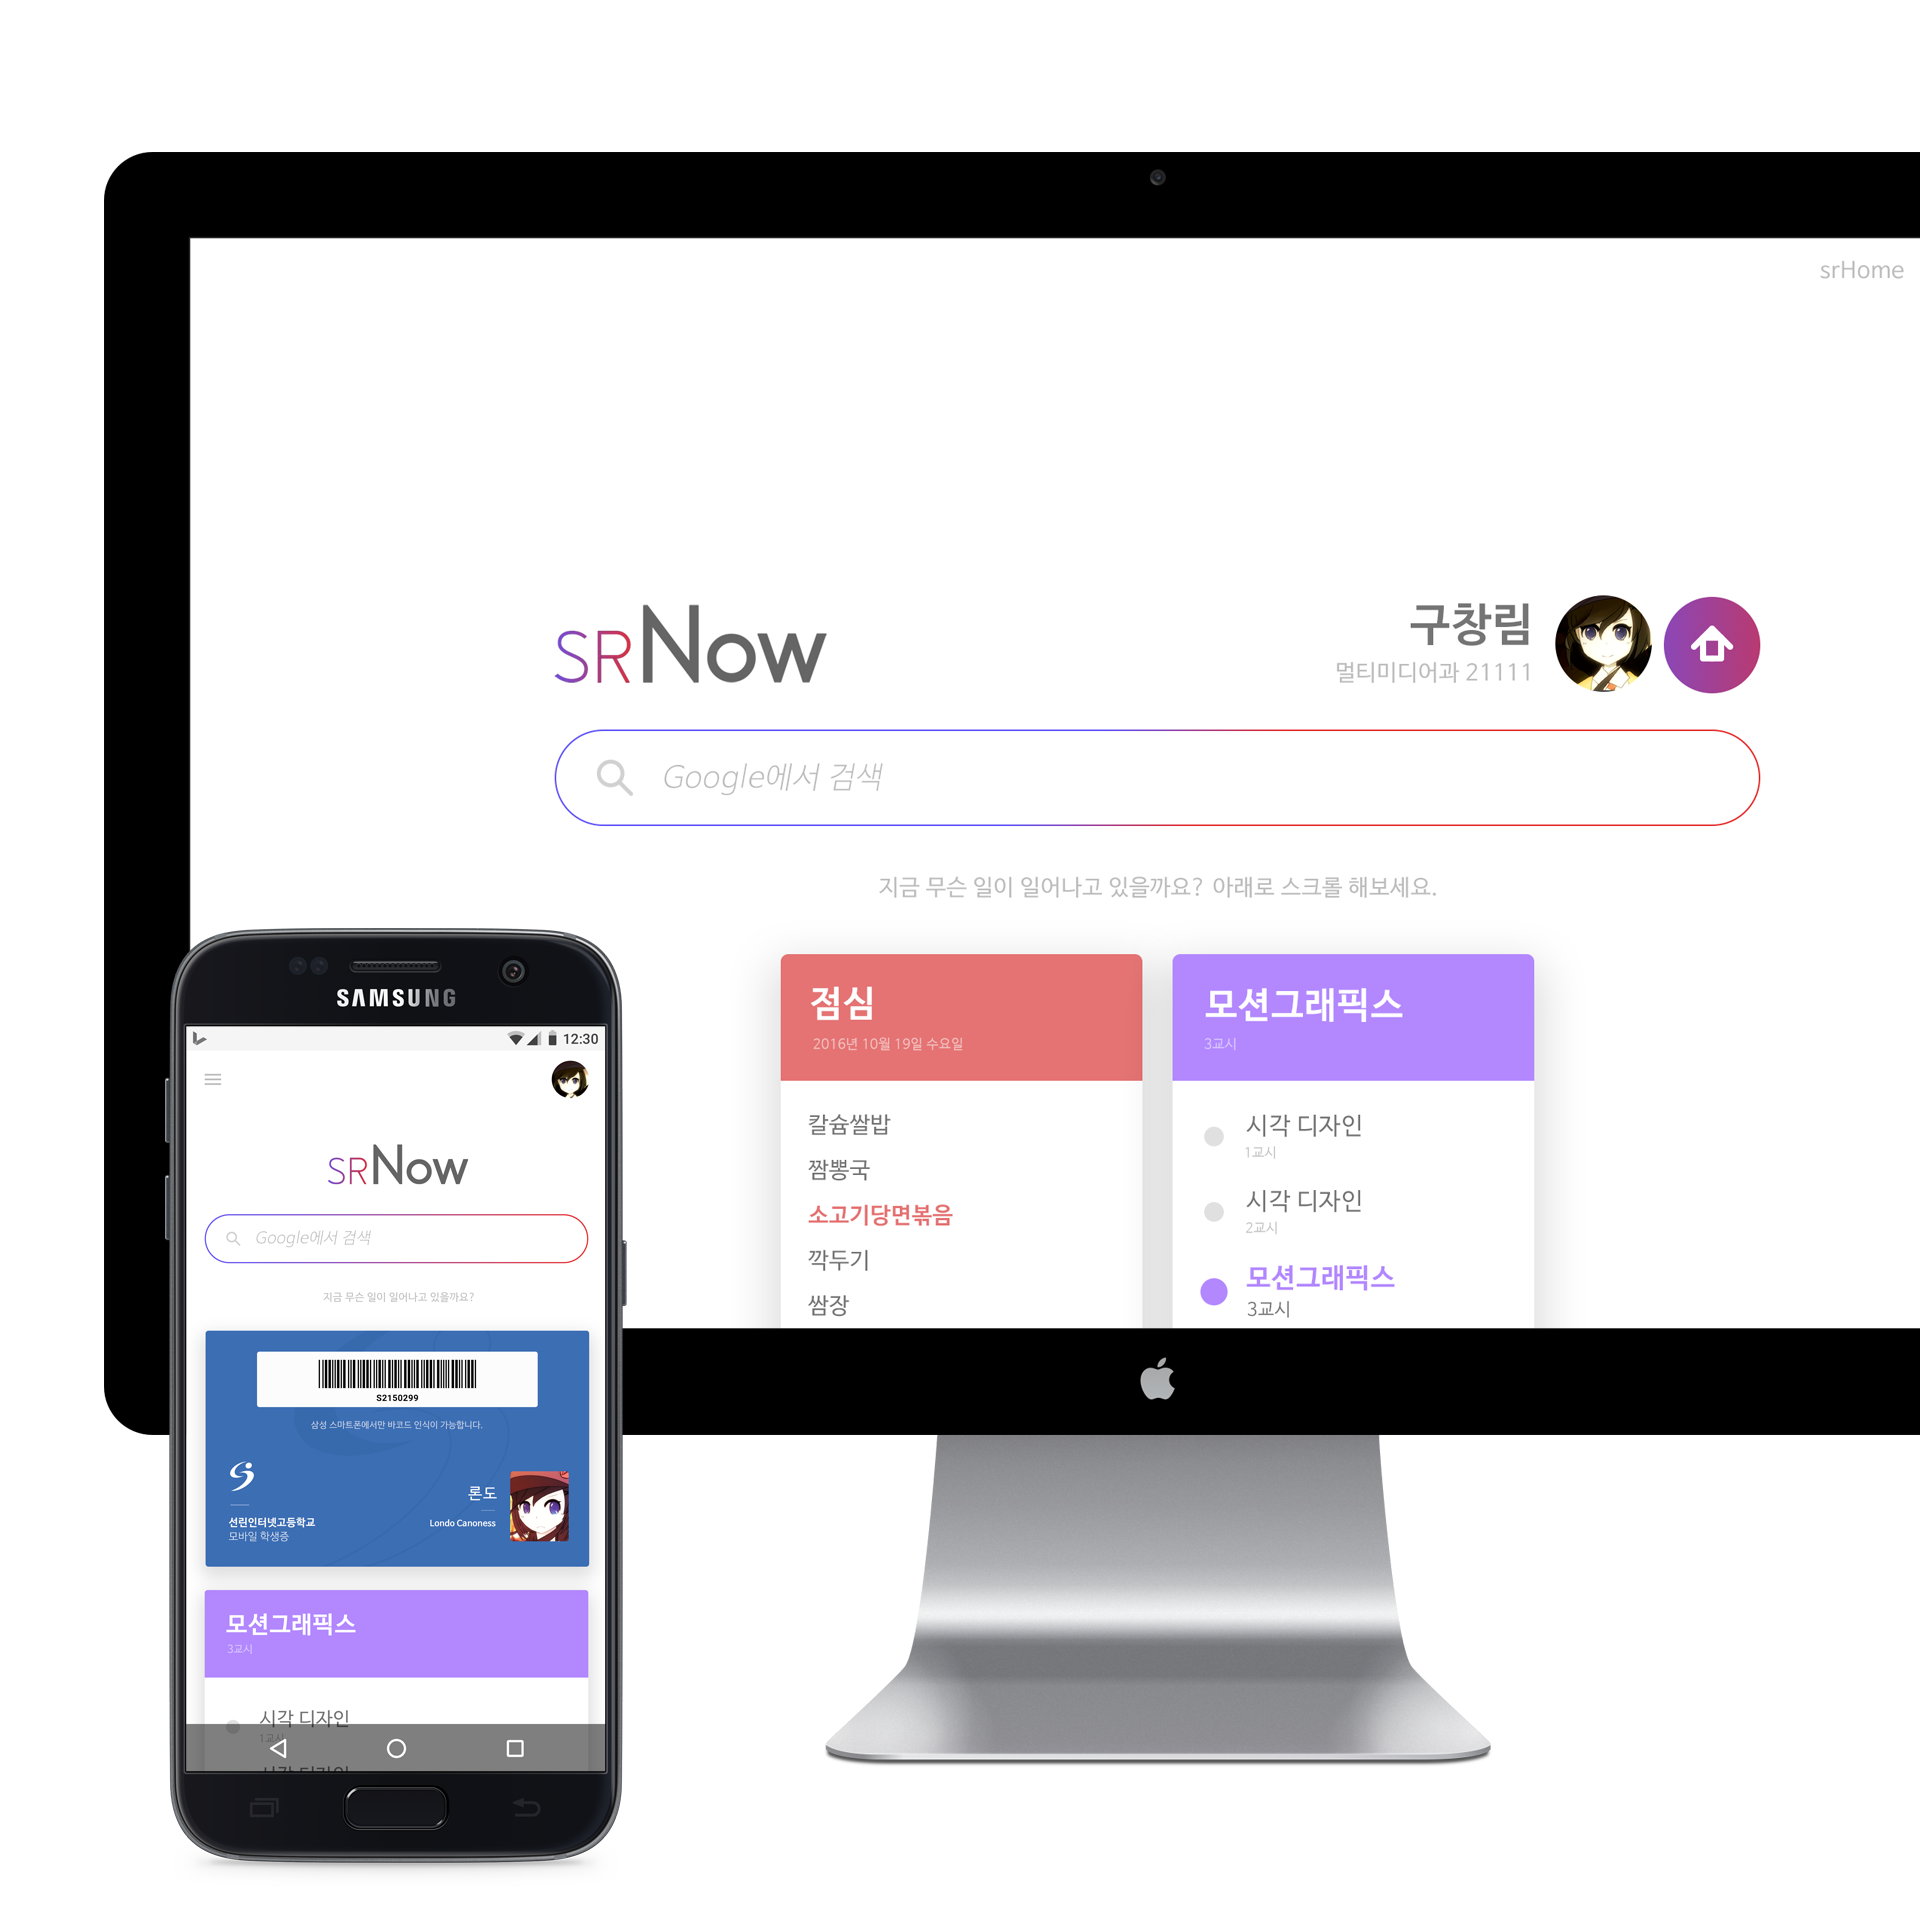 srHome
SRNow
구창림
멀티미디어과 21111
Google에서 검색
지금 무슨 일이 일어나고 있을까요? 아래로 스크롤 해보세요.
점심
2016년 10월 19일 수요일
칼슘쌀밥
짬뽕국
소고기당면볶음
깍두기
쌈장
모션그래픽스
3교시
시각 디자인
1교시
시각 디자인
2교시
모션그래픽스
3교시
SAMSUNG
12:30
SRNow
Google에서 검색
지금 무슨 일이 일어나고 있을까요?
S2150299
삼성 스마트폰에서만 바코드 인식이 가능합니다.
론도
Londo Canoness
선린인터넷고등학교
모바일 학생증
모션그래픽스
3교시
시각 디자인
1교시
시각 디자인